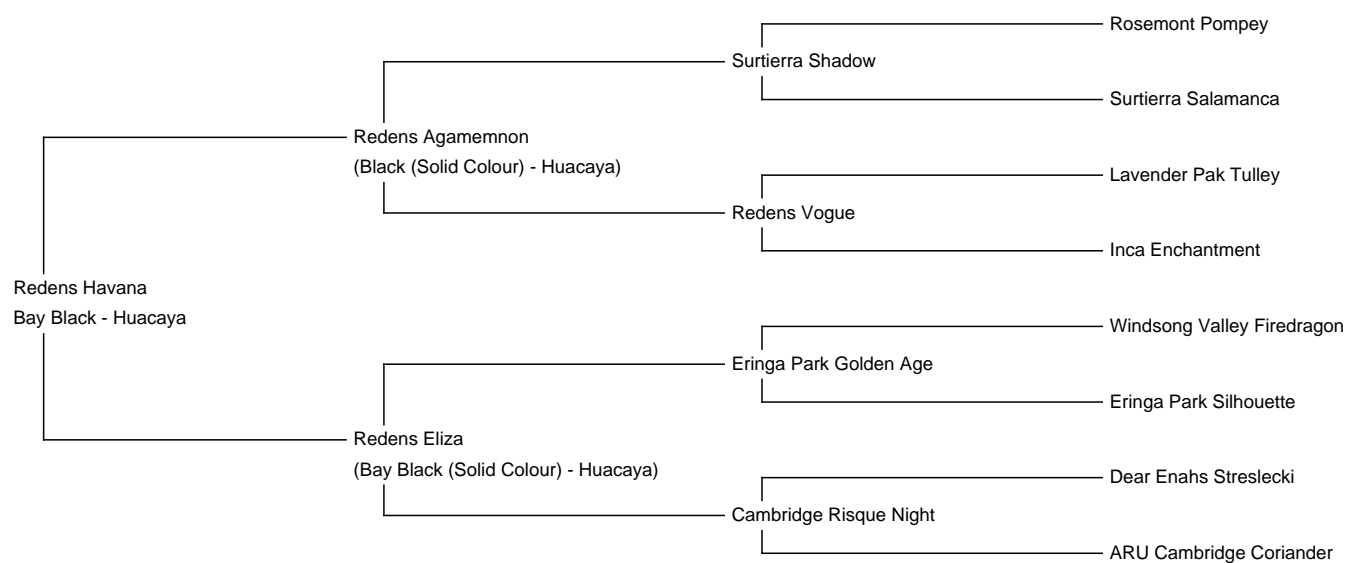 Rosemont Pompey
Surtierra Shadow
Surtierra Salamanca
Redens Agamemnon
(Black (Solid Colour) - Huacaya)
Lavender Pak Tulley
Redens Vogue
Inca Enchantment
Redens Havana
Bay Black - Huacaya
Windsong Valley Firedragon
Eringa Park Golden Age
Eringa Park Silhouette
Redens Eliza
(Bay Black (Solid Colour) - Huacaya)
Dear Enahs Streslecki
Cambridge Risque Night
ARU Cambridge Coriander